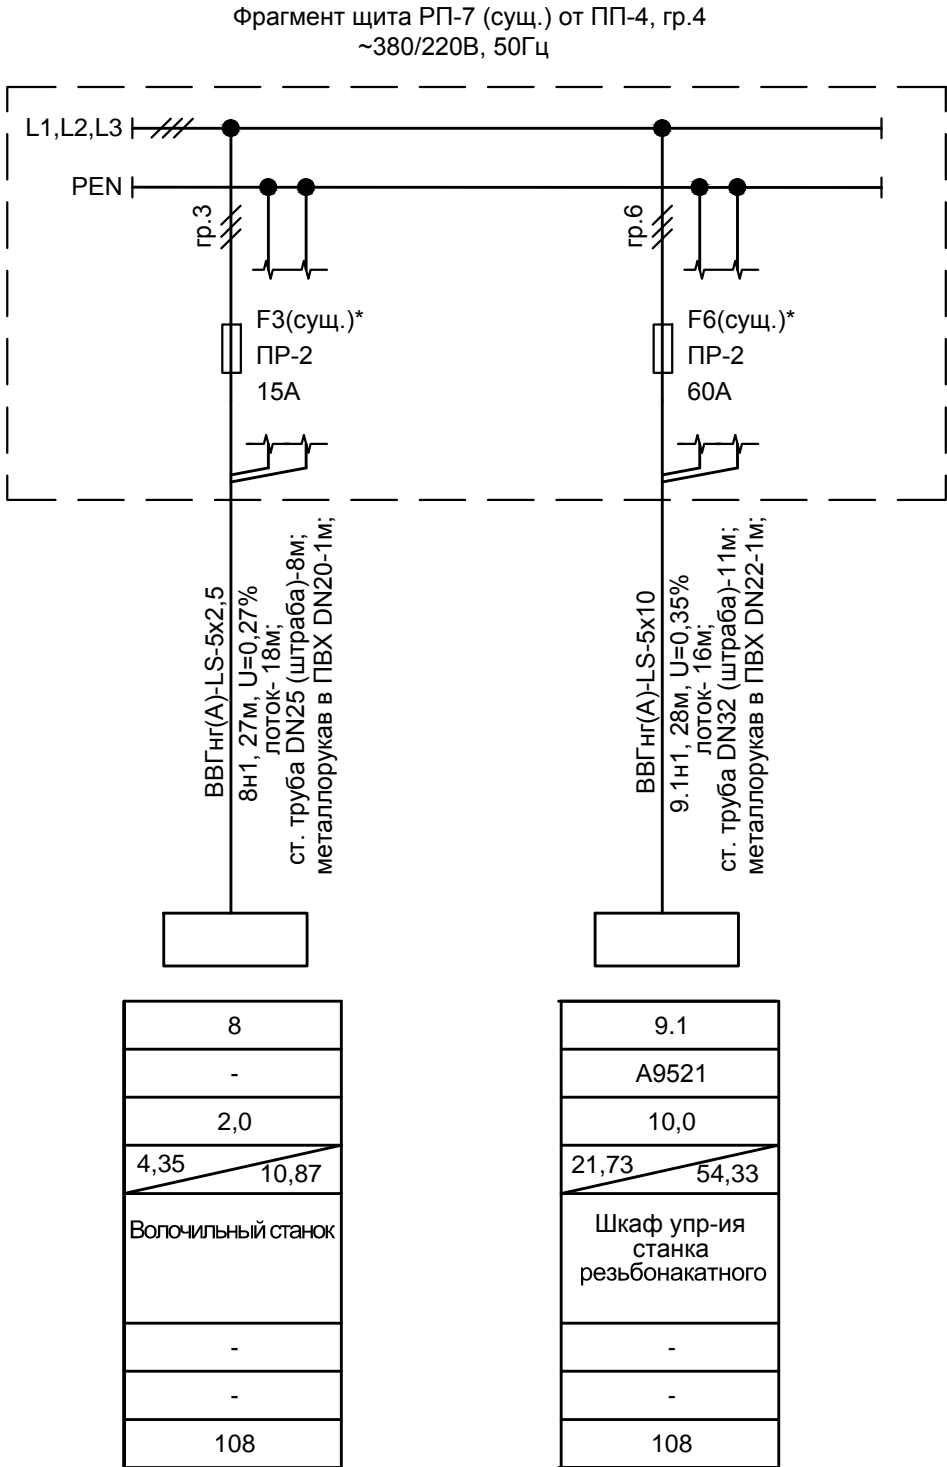 Фрагмент щита РП-7 (сущ.) от ПП-4, гр.4
~380/220В, 50Гц
L1,L2,L3
PEN
гр.3
гр.6
F3(сущ.)*
ПР-2
15А
F6(сущ.)*
ПР-2
60А
ВВГнг(А)-LS-5х2,5
8н1, 27м, U=0,27%
лоток- 18м;
ст. труба DN25 (штраба)-8м;
металлорукав в ПВХ DN20-1м;
ВВГнг(А)-LS-5х10
9.1н1, 28м, U=0,35%
лоток- 16м;
ст. труба DN32 (штраба)-11м;
металлорукав в ПВХ DN22-1м;
8
-
2,0
4,35
10,87
Волочильный станок
-
-
108
9.1
А9521
10,0
21,73
54,33
Шкаф упр-ия
станка
резьбонакатного
-
-
108